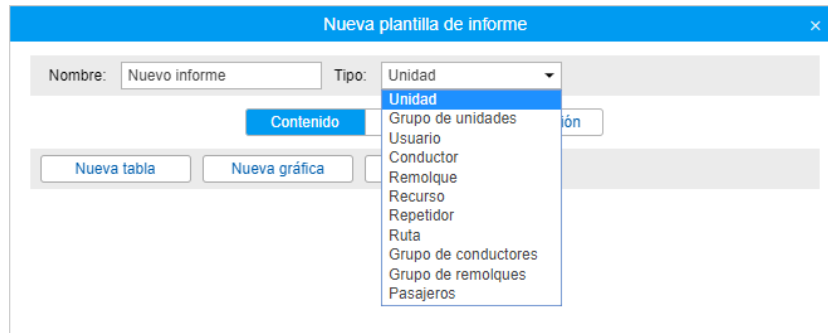 Nueva plantilla de informe ×
Nombre: Nuevo informe Tipo: Unidad
Unidad
Grupo de unidades
Usuario
Conductor
Remolque
Recurso
Repetidor
Ruta
Grupo de conductores
Grupo de remolques
Pasajeros
Contenido ión
Nueva tabla Nueva gráfica